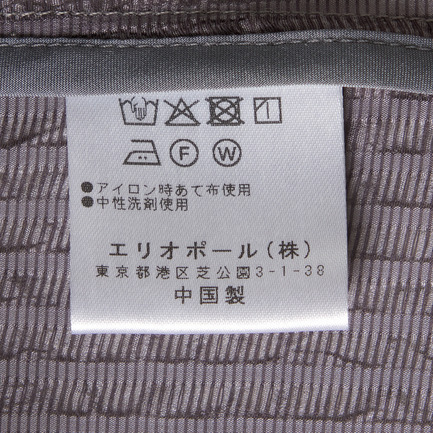 F W
●アイロン時あて布使用
●中性洗剤使用
エリオポール(株)
東京都港区芝公園3-1-38
中国製